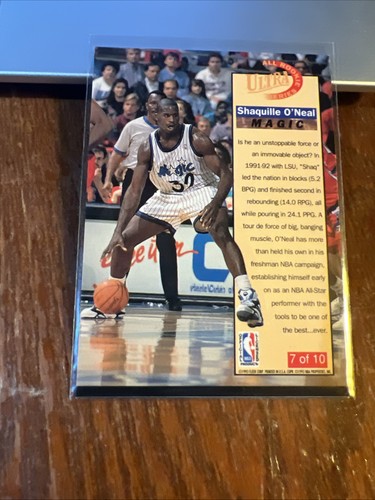 ALL ROOKIE
ULTRA
SERIES
Shaquille O'Neal
MAGIC
Is he an unstoppable force or
an immovable object? In
1991-92 with LSU, "Shaq"
led the nation in blocks (5.2
BPG) and finished second in
rebounding (14.0 RPG), all
while pouring in 24.1 PPG. A
tour de force of big, banging
muscle, O'Neal has more
than held his own in his
freshman NBA campaign,
establishing himself early
on as an NBA All-Star
performer with the
tools to be one of
the best...ever.
7 of 10
NBA